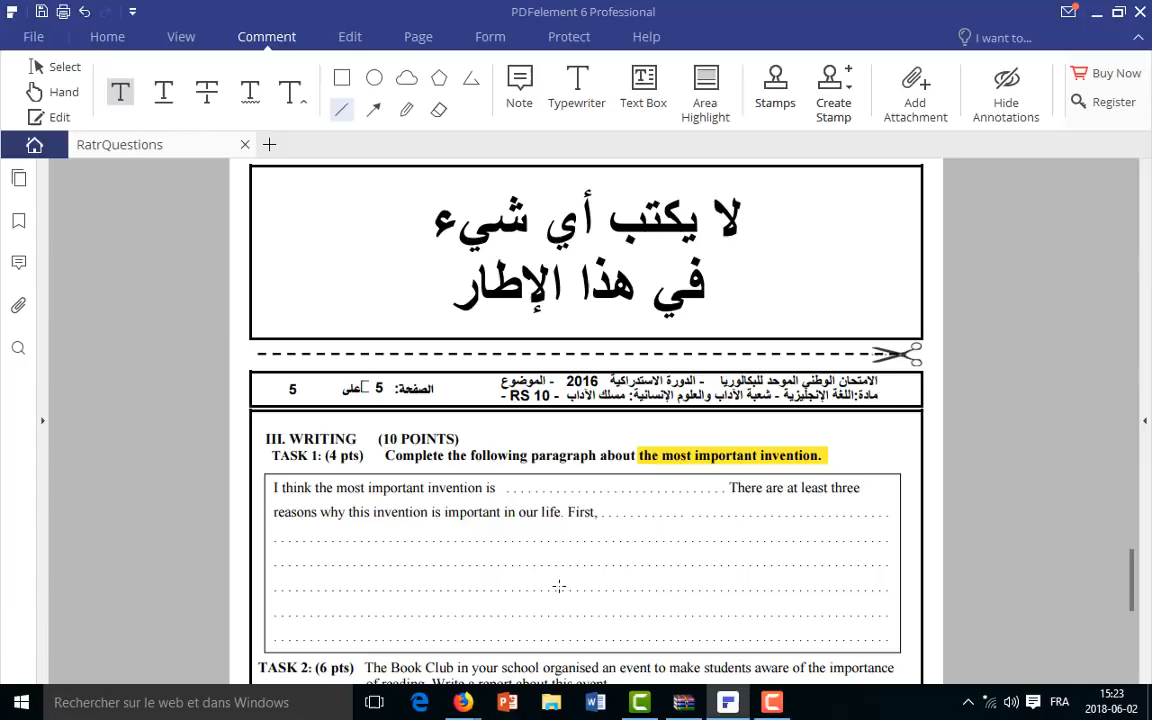 PDFelement 6 Professional
File Home View Comment Edit Page Form Protect Help I want to...
Select
Hand
Edit
T T T T T
Note
Typewriter
Text Box
Area
Highlight
Stamps
Create
Stamp
Add
Attachment
Hide
Annotations
Buy Now
Register
RatrQuestions
لا يكتب أي شيء
في هذا الإطار
الامتحان الوطني الموحد للبكالوريا - الدورة الاستدراكية 2016 - الموضوع
مادة:اللغة الإنجليزية - شعبة الآداب والعلوم الإنسانية: مسلك الآداب - RS 10 -
الصفحة: 5 على 5
III. WRITING (10 POINTS)
TASK 1: (4 pts) Complete the following paragraph about the most important invention.
I think the most important invention is ................................ There are at least three
reasons why this invention is important in our life. First, ..........................................
TASK 2: (6 pts) The Book Club in your school organised an event to make students aware of the importance
of reading. Write a report about this event.
Rechercher sur le web et dans Windows
FRA
15:23
2018-06-02